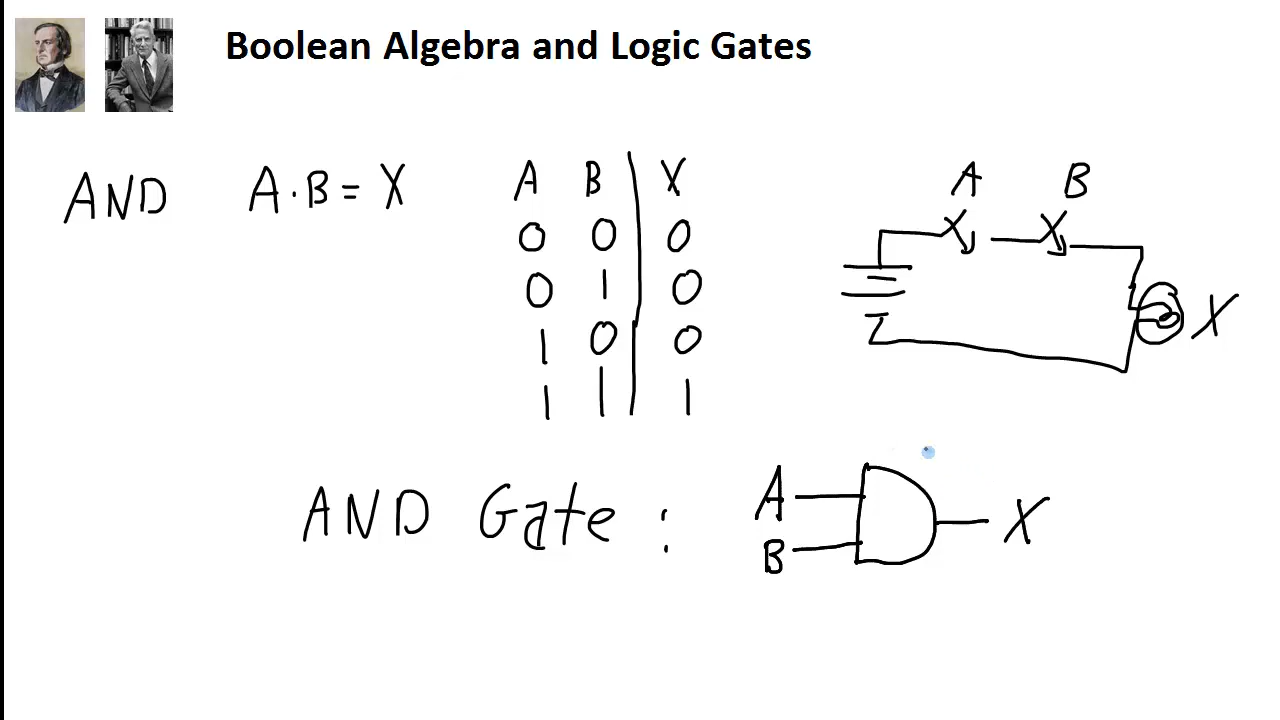 Boolean Algebra and Logic Gates
AND A · B = X
A B X
0 0 0
0 1 0
1 0 0
1 1 1
A B
X
AND Gate :
A
B
X